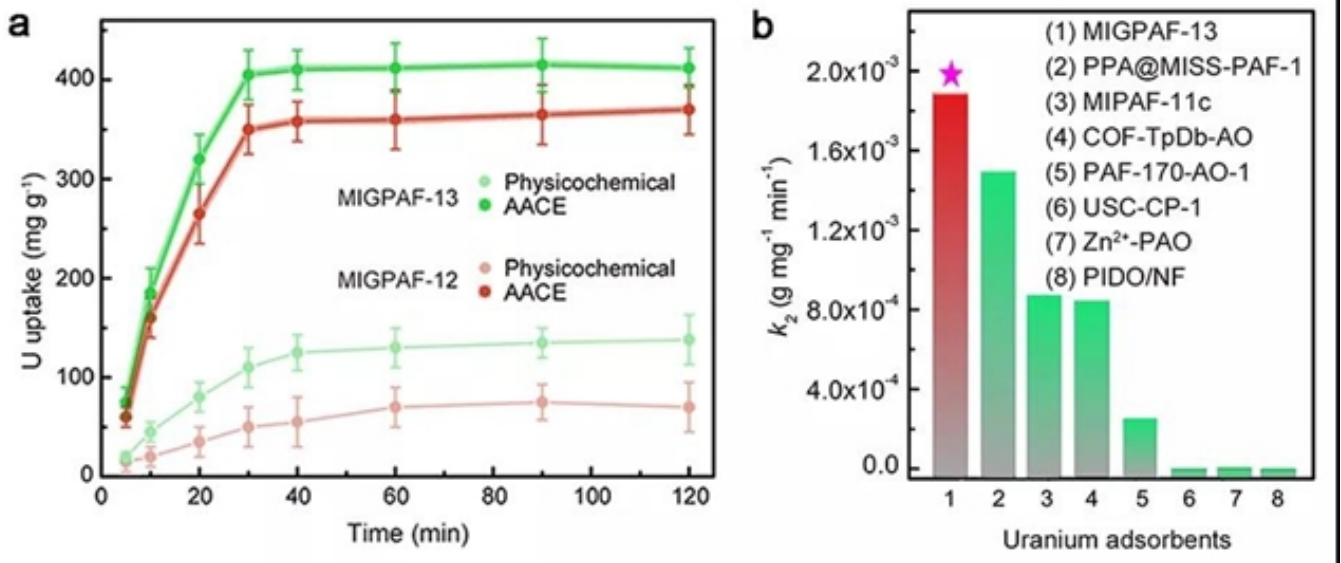 a
U uptake (mg g⁻¹)
400
300
200
100
0
MIGPAF-13
Physicochemical
AACE
MIGPAF-12
Physicochemical
AACE
0 20 40 60 80 100 120
Time (min)
b
k₂ (g mg⁻¹ min⁻¹)
2.0x10⁻³
1.6x10⁻³
1.2x10⁻³
8.0x10⁻⁴
4.0x10⁻⁴
0.0
(1) MIGPAF-13
(2) PPA@MISS-PAF-1
(3) MIPAF-11c
(4) COF-TpDb-AO
(5) PAF-170-AO-1
(6) USC-CP-1
(7) Zn²⁺-PAO
(8) PIDO/NF
1 2 3 4 5 6 7 8
Uranium adsorbents